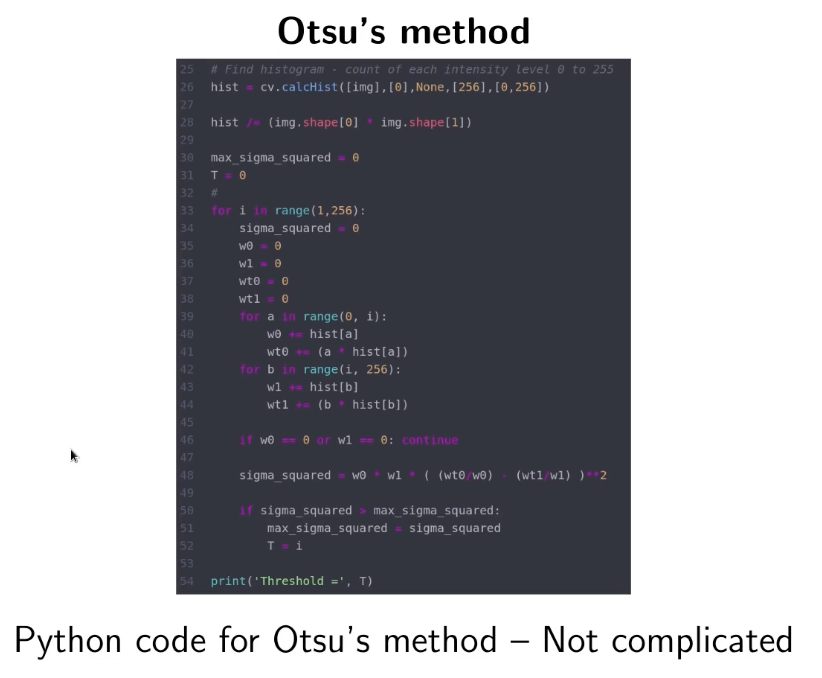 Otsu's method
25 # Find histogram - count of each intensity level 0 to 255
26 hist = cv.calcHist([img],[0],None,[256],[0,256])
27
28 hist /= (img.shape[0] * img.shape[1])
29
30 max_sigma_squared = 0
31 T = 0
32 #
33 for i in range(1,256):
34     sigma_squared = 0
35     w0 = 0
36     w1 = 0
37     wt0 = 0
38     wt1 = 0
39     for a in range(0, i):
40         w0 += hist[a]
41         wt0 += (a * hist[a])
42     for b in range(i, 256):
43         w1 += hist[b]
44         wt1 += (b * hist[b])
45
46     if w0 == 0 or w1 == 0: continue
47
48     sigma_squared = w0 * w1 * ( (wt0/w0) - (wt1/w1) )**2
49
50     if sigma_squared > max_sigma_squared:
51         max_sigma_squared = sigma_squared
52         T = i
53
54 print('Threshold =', T)
Python code for Otsu's method – Not complicated